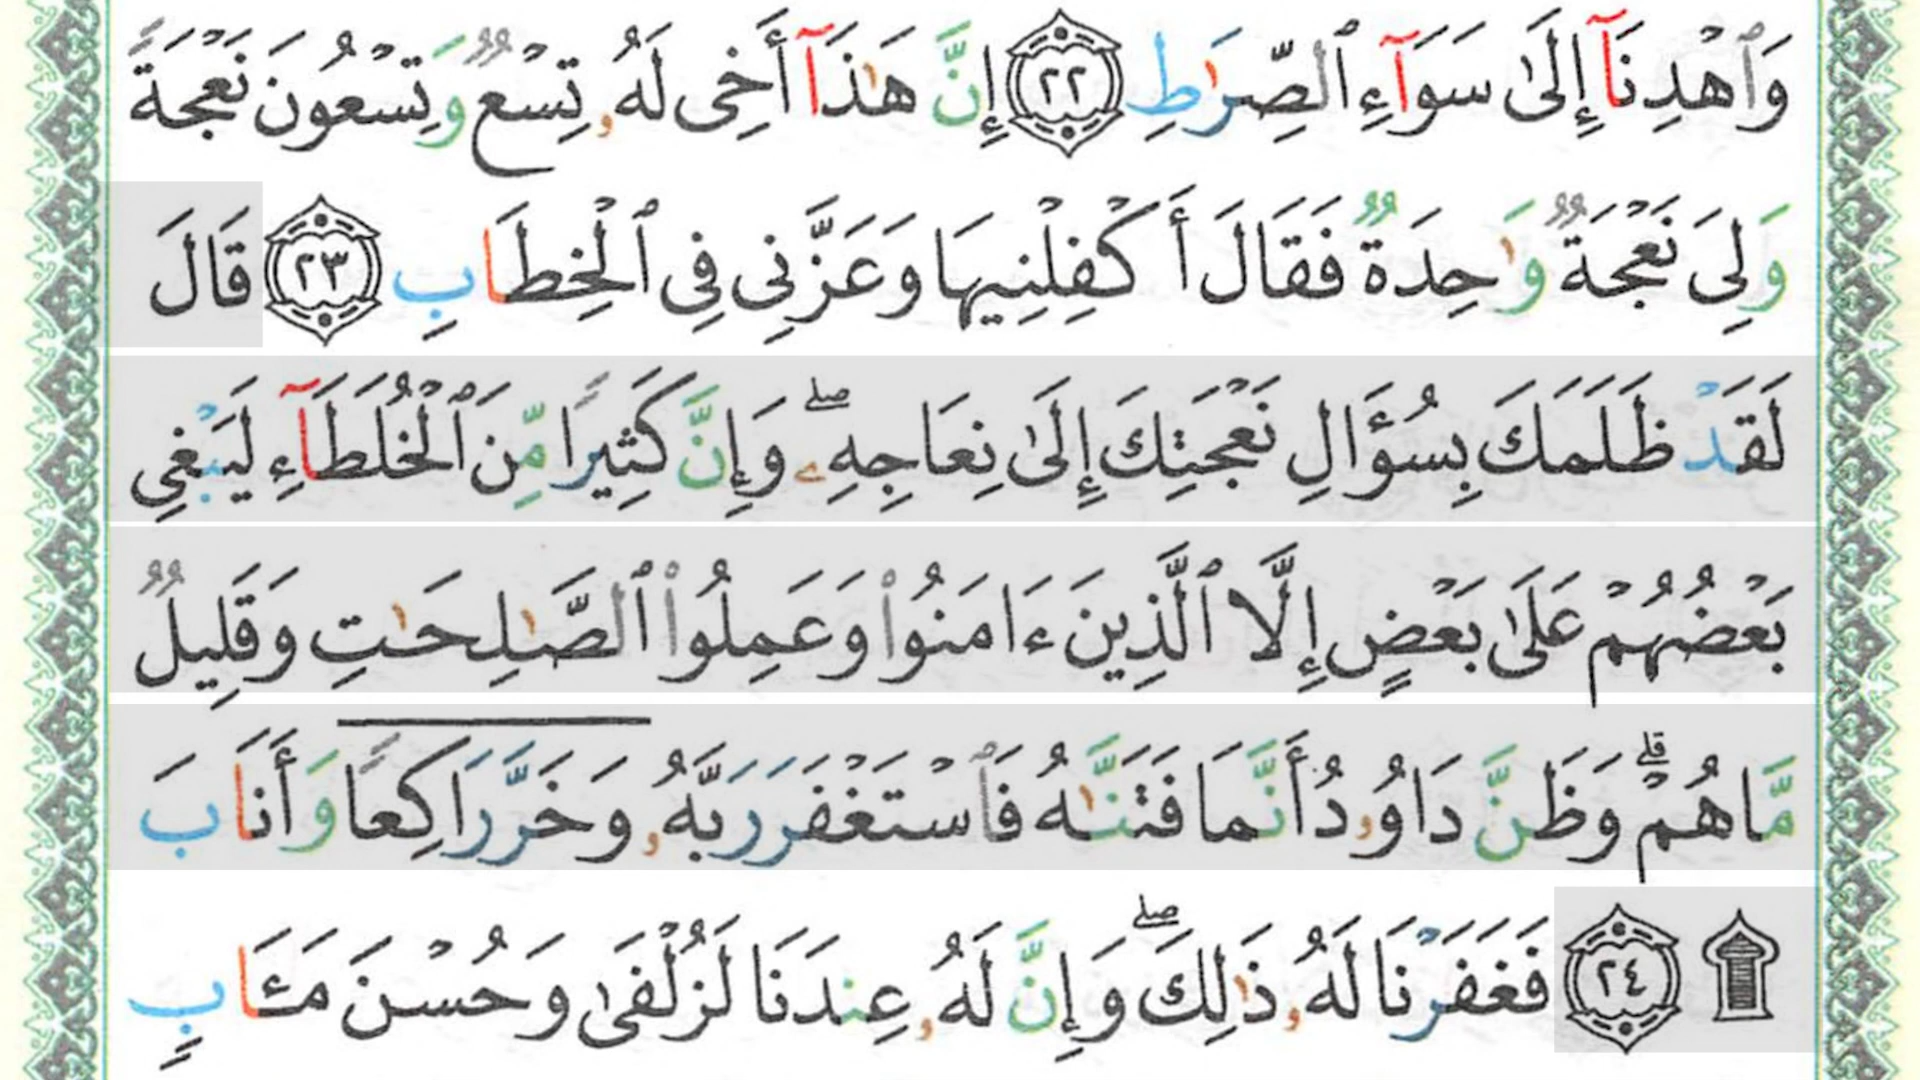 وَٱهْدِنَآ إِلَىٰ سَوَآءِ ٱلصِّرَٰطِ ٢٢ إِنَّ هَٰذَآ أَخِى لَهُۥ تِسْعٌ وَتِسْعُونَ نَعْجَةً
وَلِىَ نَعْجَةٌ وَٰحِدَةٌ فَقَالَ أَكْفِلْنِيهَا وَعَزَّنِى فِى ٱلْخِطَابِ ٢٣ قَالَ
لَقَدْ ظَلَمَكَ بِسُؤَالِ نَعْجَتِكَ إِلَىٰ نِعَاجِهِۦ ۖ وَإِنَّ كَثِيرًا مِّنَ ٱلْخُلَطَآءِ لَيَبْغِى
بَعْضُهُمْ عَلَىٰ بَعْضٍ إِلَّا ٱلَّذِينَ ءَامَنُوا۟ وَعَمِلُوا۟ ٱلصَّٰلِحَٰتِ وَقَلِيلٌ
مَّا هُمْ ۗ وَظَنَّ دَاوُۥدُ أَنَّمَا فَتَنَّٰهُ فَٱسْتَغْفَرَ رَبَّهُۥ وَخَرَّ رَاكِعًا وَأَنَابَ
۩ ٢٤ فَغَفَرْنَا لَهُۥ ذَٰلِكَ ۖ وَإِنَّ لَهُۥ عِندَنَا لَزُلْفَىٰ وَحُسْنَ مَـَٔابٍ